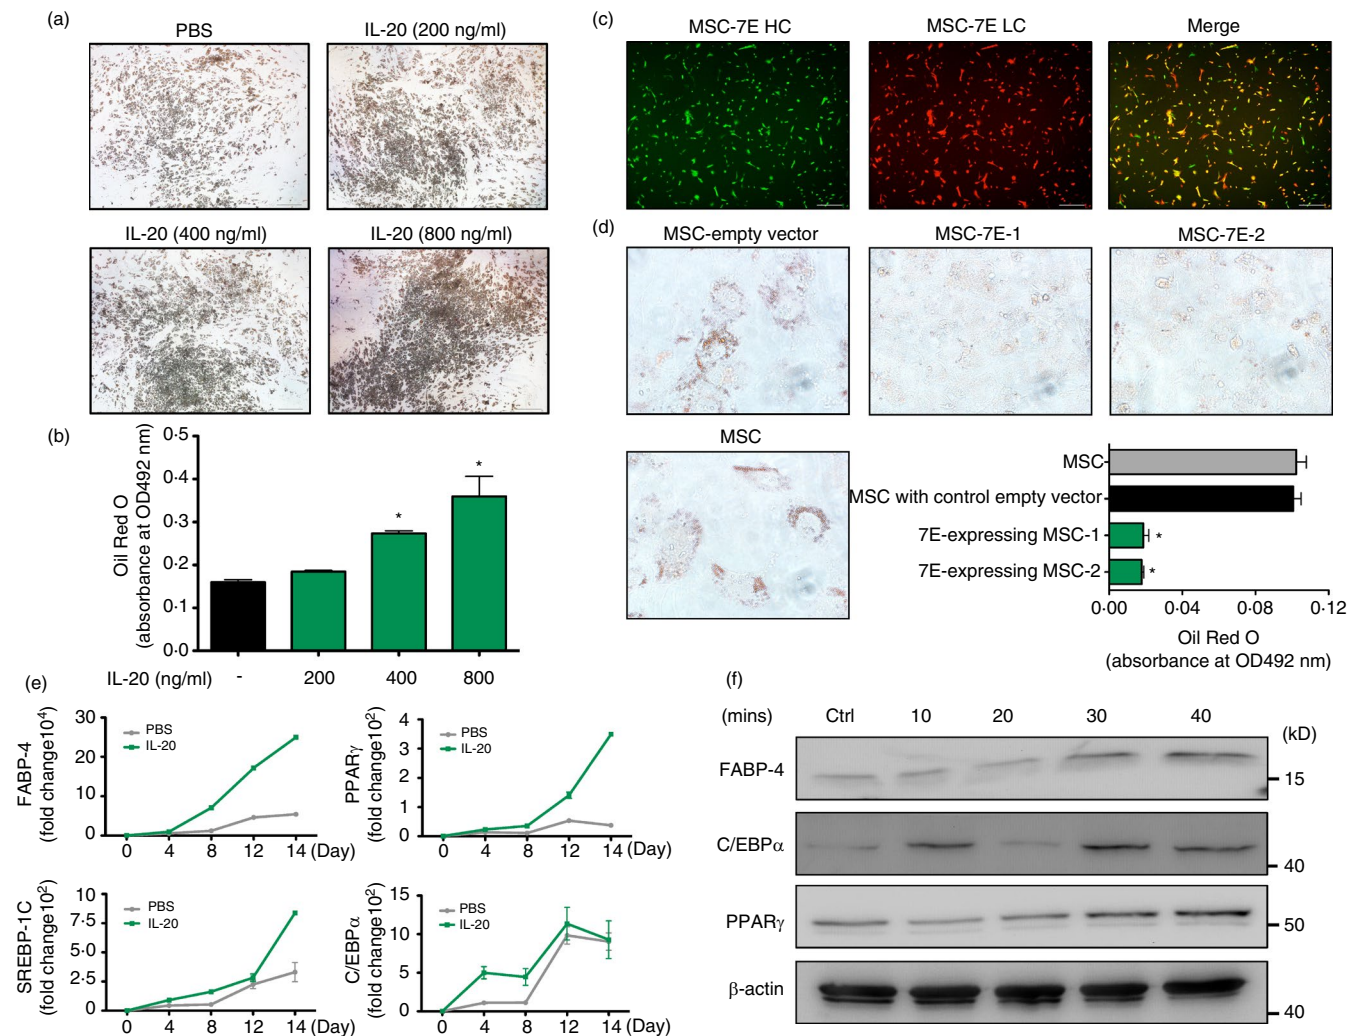 (a)
PBS
IL-20 (200 ng/ml)
IL-20 (400 ng/ml)
IL-20 (800 ng/ml)
(b)
Oil Red O
(absorbance at OD492 nm)
0·5
0·4
0·3
0·2
0·1
0·0
*
*
IL-20 (ng/ml)
-
200
400
800
(c)
MSC-7E HC
MSC-7E LC
Merge
(d)
MSC-empty vector
MSC-7E-1
MSC-7E-2
MSC
MSC
MSC with control empty vector
7E-expressing MSC-1
*
7E-expressing MSC-2
*
0·00
0·04
0·08
0·12
Oil Red O
(absorbance at OD492 nm)
(e)
FABP-4
(fold change10⁴)
30
20
10
0
PBS
IL-20
0
4
8
12
14 (Day)
PPARγ
(fold change10²)
4
3
2
1
0
PBS
IL-20
0
4
8
12
14 (Day)
SREBP-1C
(fold change10²)
10
7·5
5·0
2·5
0
PBS
IL-20
0
4
8
12
14 (Day)
C/EBPα
(fold change10²)
15
10
5
0
PBS
IL-20
0
4
8
12
14 (Day)
(f)
(mins)
Ctrl
10
20
30
40
(kD)
FABP-4
15
C/EBPα
40
PPARγ
50
β-actin
40